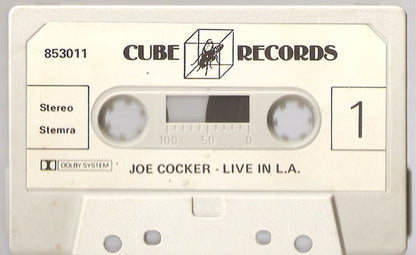 853011
CUBE RECORDS
Stereo
Stemra
1
100 50 0
DOLBY SYSTEM
JOE COCKER - LIVE IN L.A.